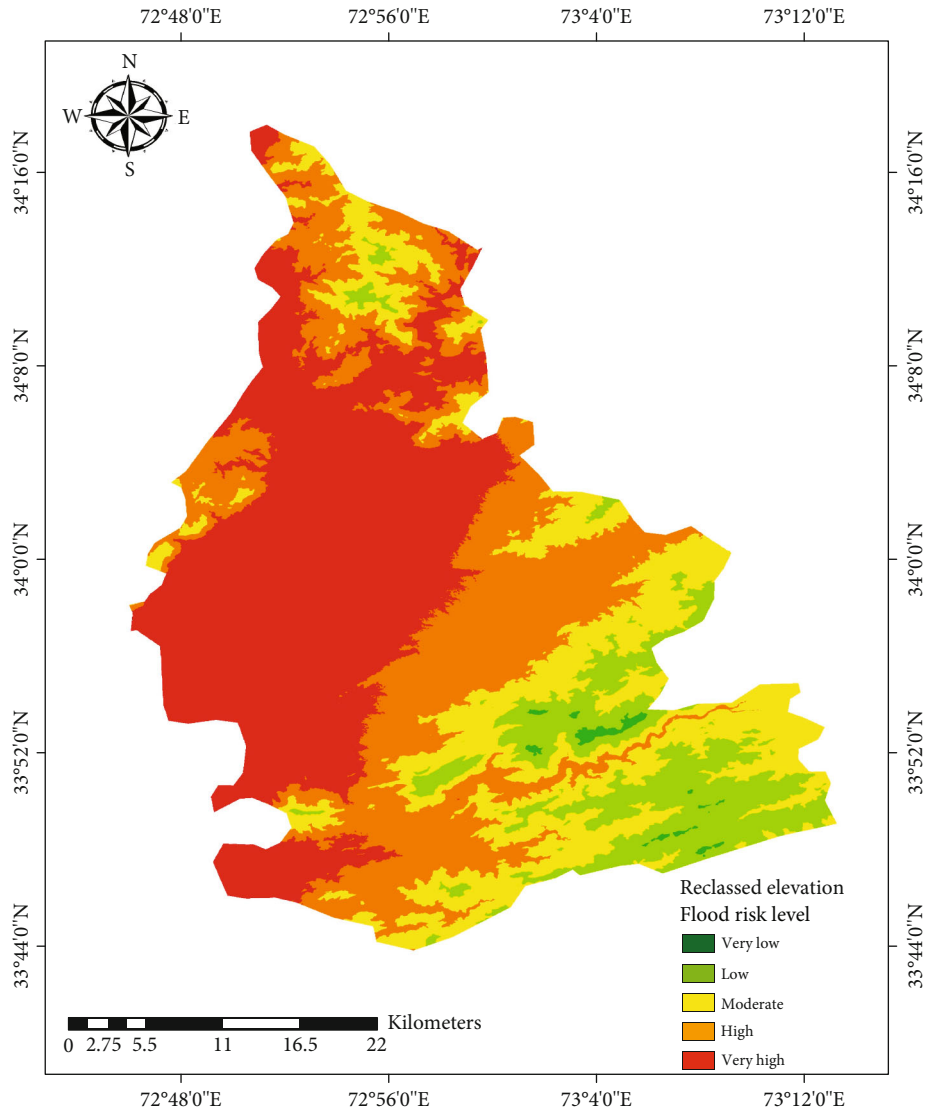 72°48'0"E 72°56'0"E 73°4'0"E 73°12'0"E
N
W E
S
34°16'0"N 34°16'0"N
34°8'0"N 34°8'0"N
34°0'0"N 34°0'0"N
33°52'0"N 33°52'0"N
33°44'0"N 33°44'0"N
Reclassed elevation
Flood risk level
Very low
Low
Moderate
High
Very high
Kilometers
0 2.75 5.5 11 16.5 22
72°48'0"E 72°56'0"E 73°4'0"E 73°12'0"E